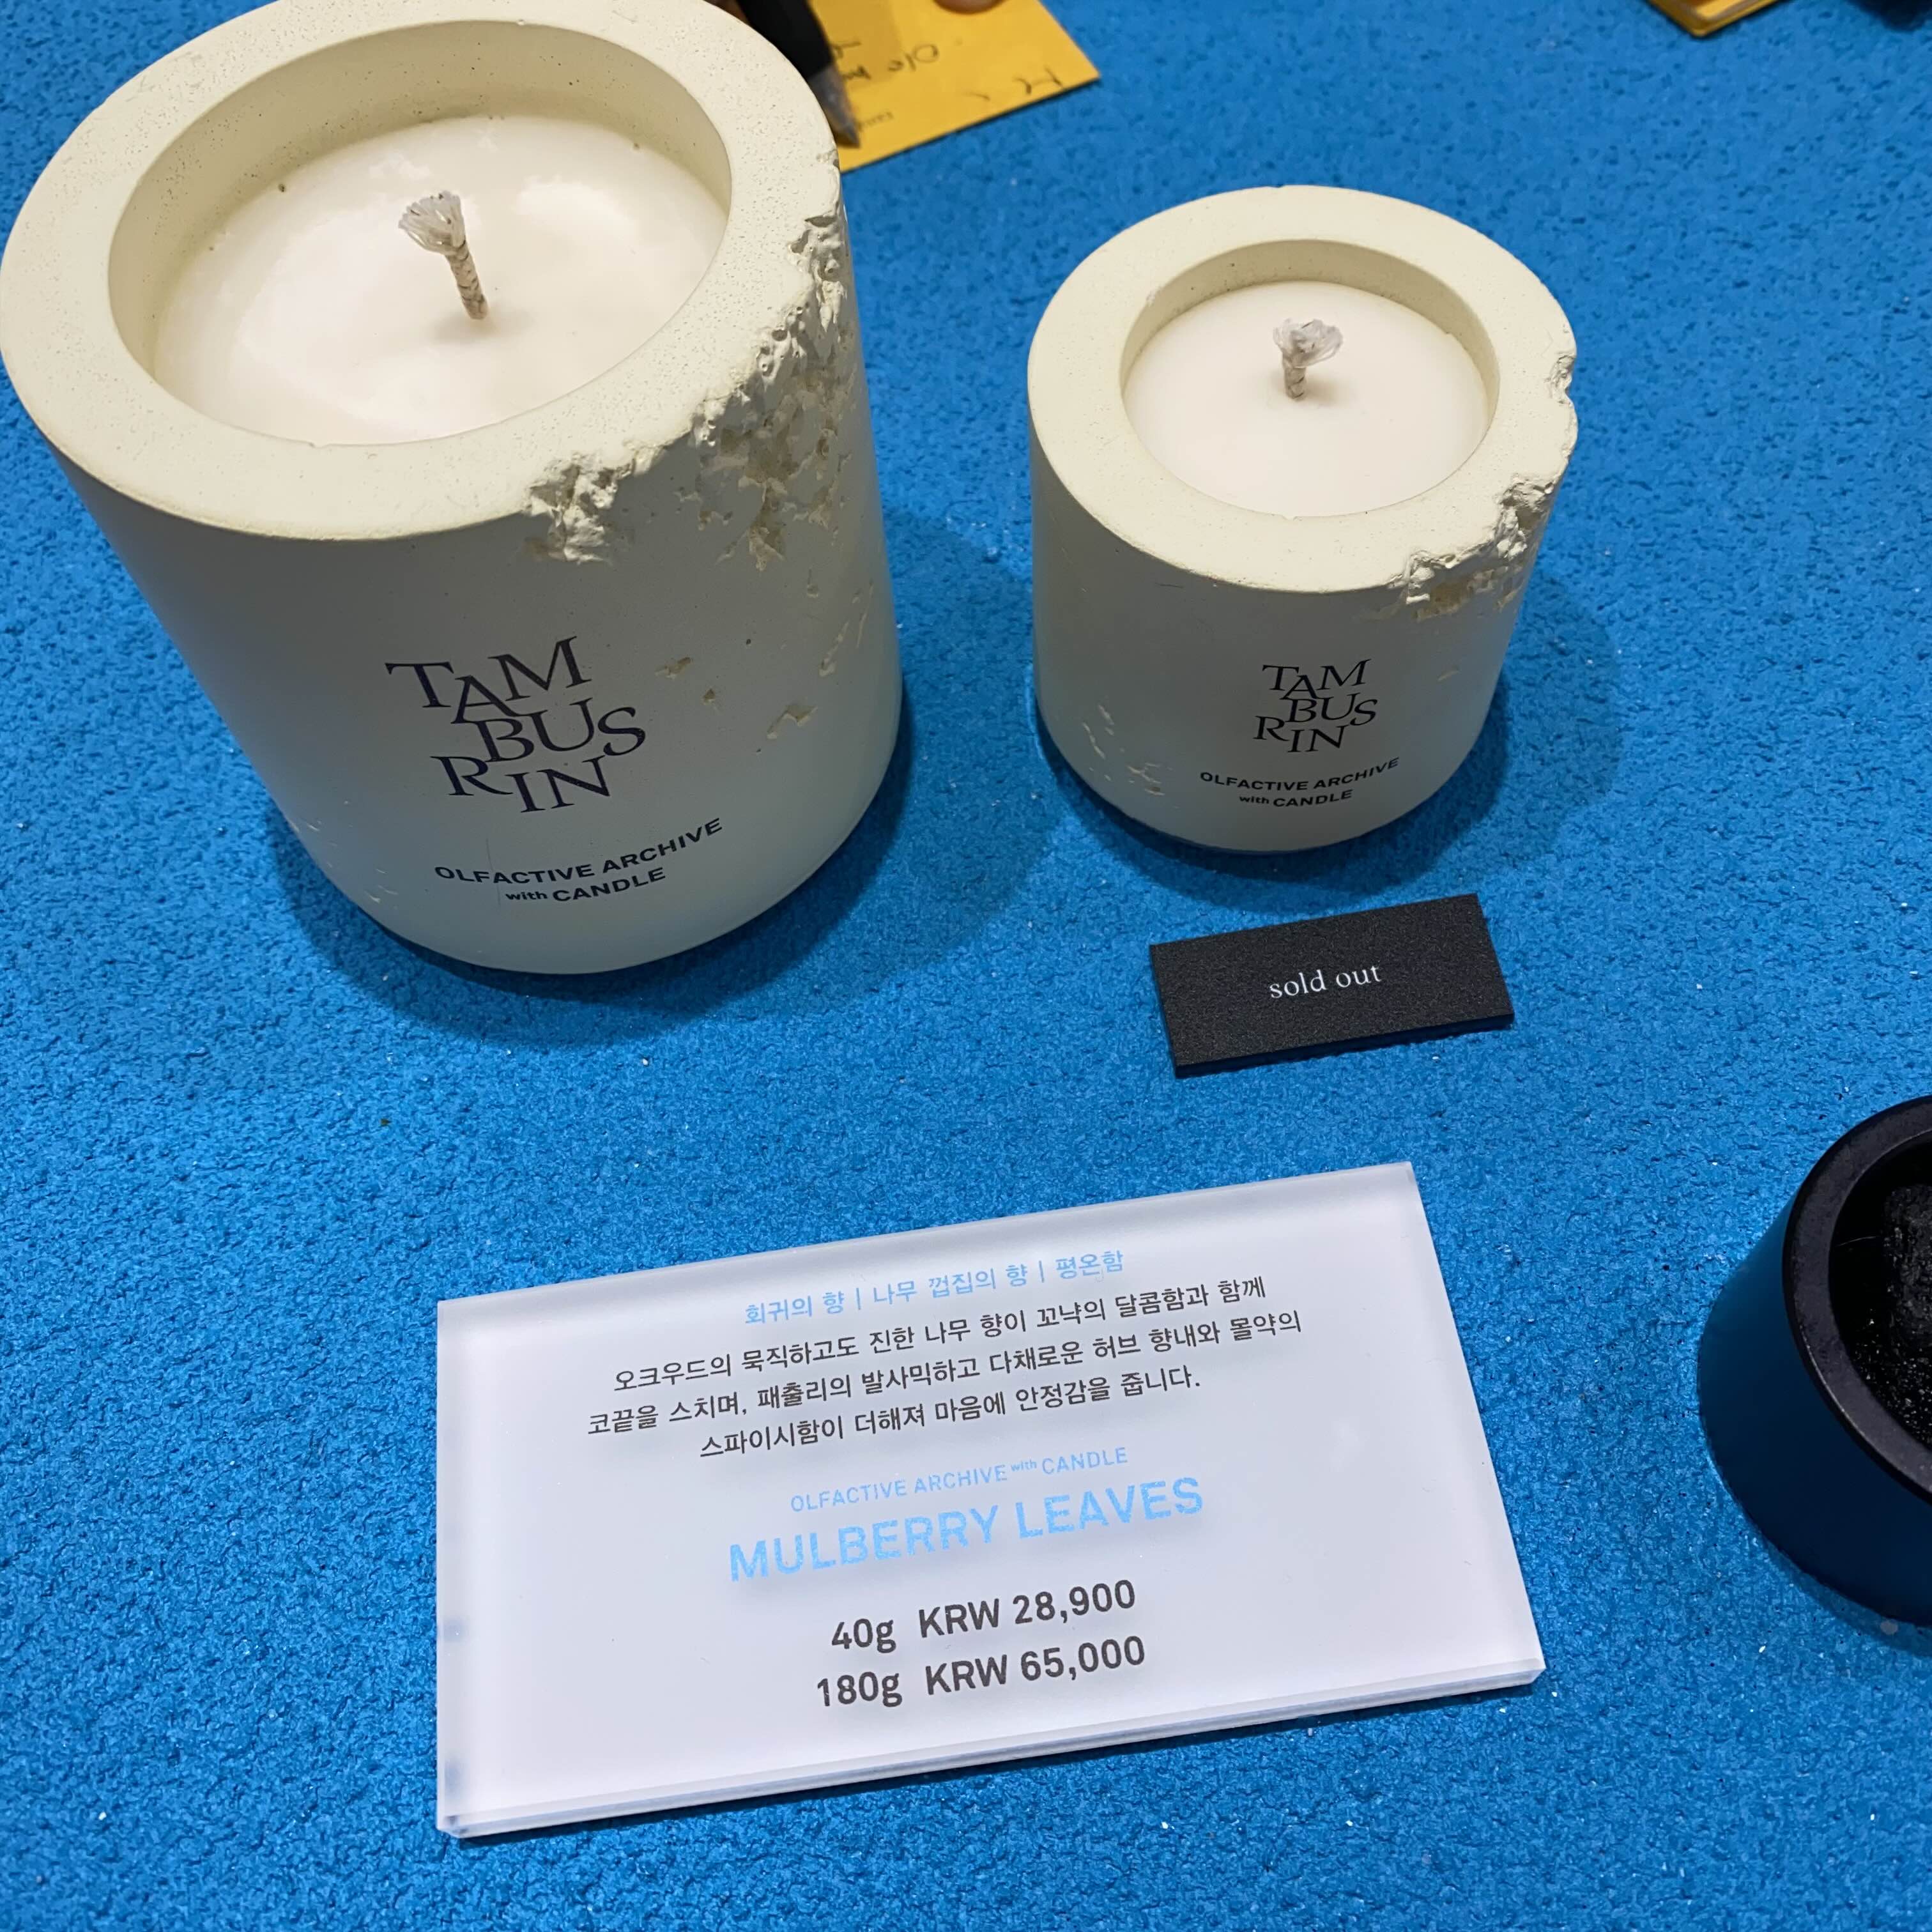 TAM
BUS
RIN
OLFACTIVE ARCHIVE
with CANDLE
TAM
BUS
RIN
OLFACTIVE ARCHIVE
with CANDLE
sold out
회귀의 향 | 나무 껍집의 향 | 평온함
오크우드의 묵직하고도 진한 나무 향이 꼬냑의 달콤함과 함께
코끝을 스치며, 패출리의 발사믹하고 다채로운 허브 향내와 몰약의
스파이시함이 더해져 마음에 안정감을 줍니다.
OLFACTIVE ARCHIVE with CANDLE
MULBERRY LEAVES
40g KRW 28,900
180g KRW 65,000